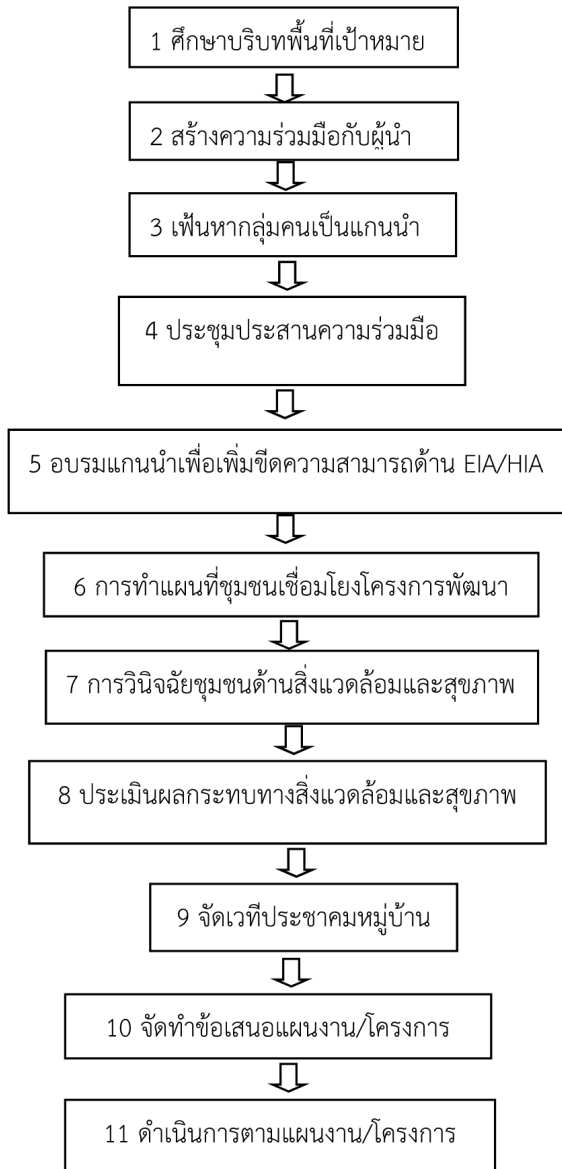 1 ศึกษาบริบทพื้นที่เป้าหมาย
2 สร้างความร่วมมือกับผู้นำ
3 เฟ้นหากลุ่มคนเป็นแกนนำ
4 ประชุมประสานความร่วมมือ
5 อบรมแกนนำเพื่อเพิ่มขีดความสามารถด้าน EIA/HIA
6 การทำแผนที่ชุมชนเชื่อมโยงโครงการพัฒนา
7 การวินิจฉัยชุมชนด้านสิ่งแวดล้อมและสุขภาพ
8 ประเมินผลกระทบทางสิ่งแวดล้อมและสุขภาพ
9 จัดเวทีประชาคมหมู่บ้าน
10 จัดทำข้อเสนอแผนงาน/โครงการ
11 ดำเนินการตามแผนงาน/โครงการ